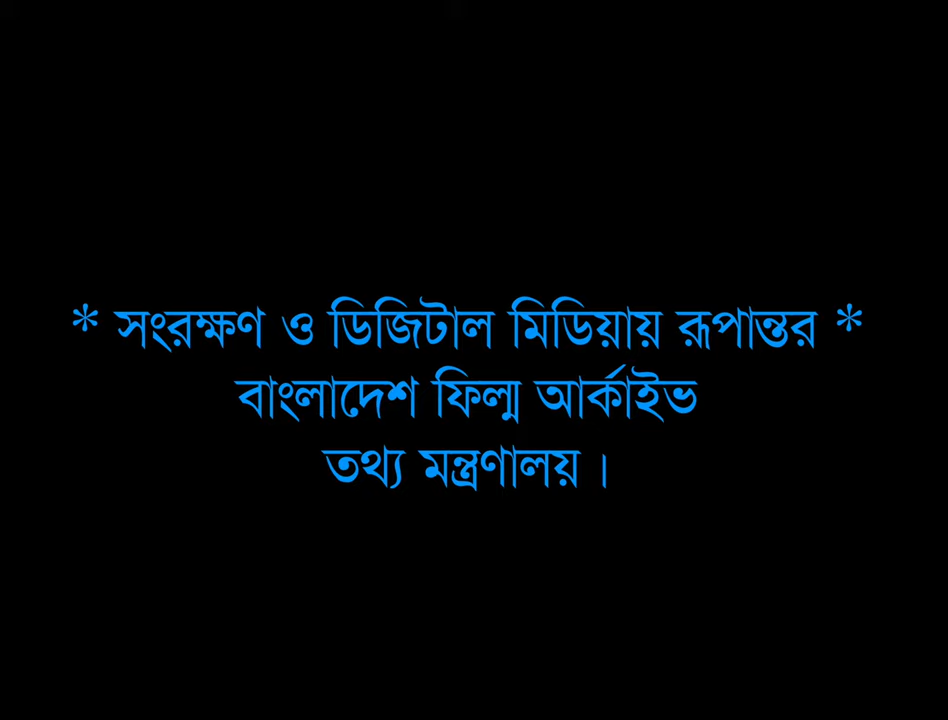 * সংরক্ষণ ও ডিজিটাল মিডিয়ায় রূপান্তর *
বাংলাদেশ ফিল্ম আর্কাইভ
তথ্য মন্ত্রণালয়।